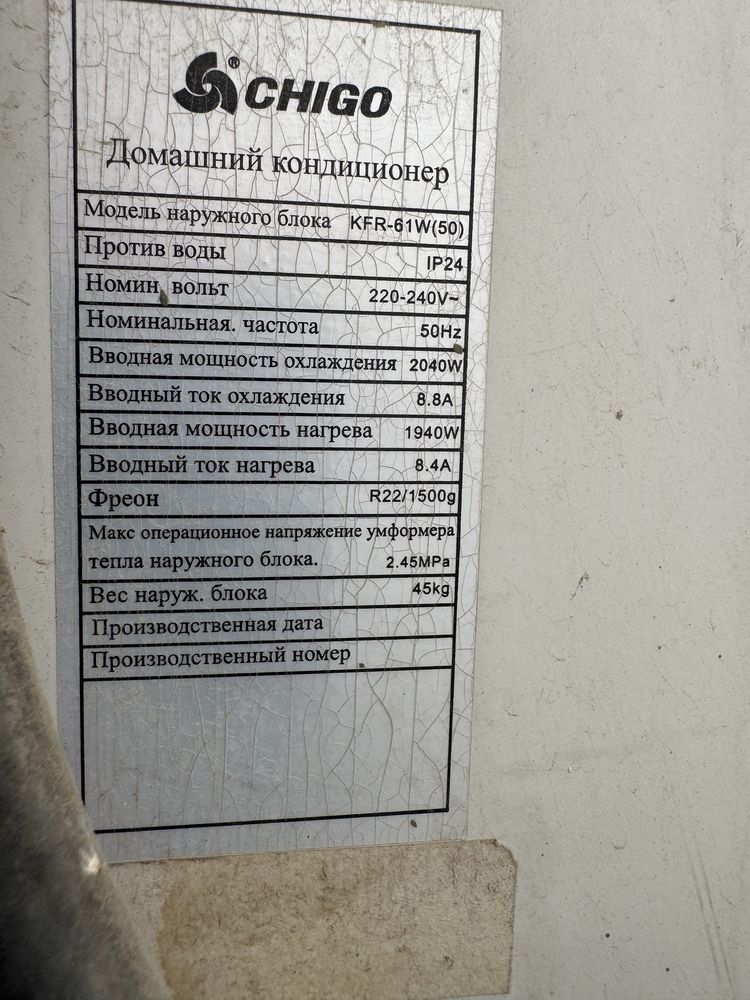 ® CHIGO
Домашний кондиционер
Модель наружного блока KFR-61W(50)
Против воды IP24
Номин. вольт 220-240V~
Номинальная. частота 50Hz
Вводная мощность охлаждения 2040W
Вводный ток охлаждения 8.8A
Вводная мощность нагрева 1940W
Вводный ток нагрева 8.4A
Фреон R22/1500g
Макс операционное напряжение умформера
тепла наружного блока. 2.45MPa
Вес наруж. блока 45kg
Производственная дата
Производственный номер